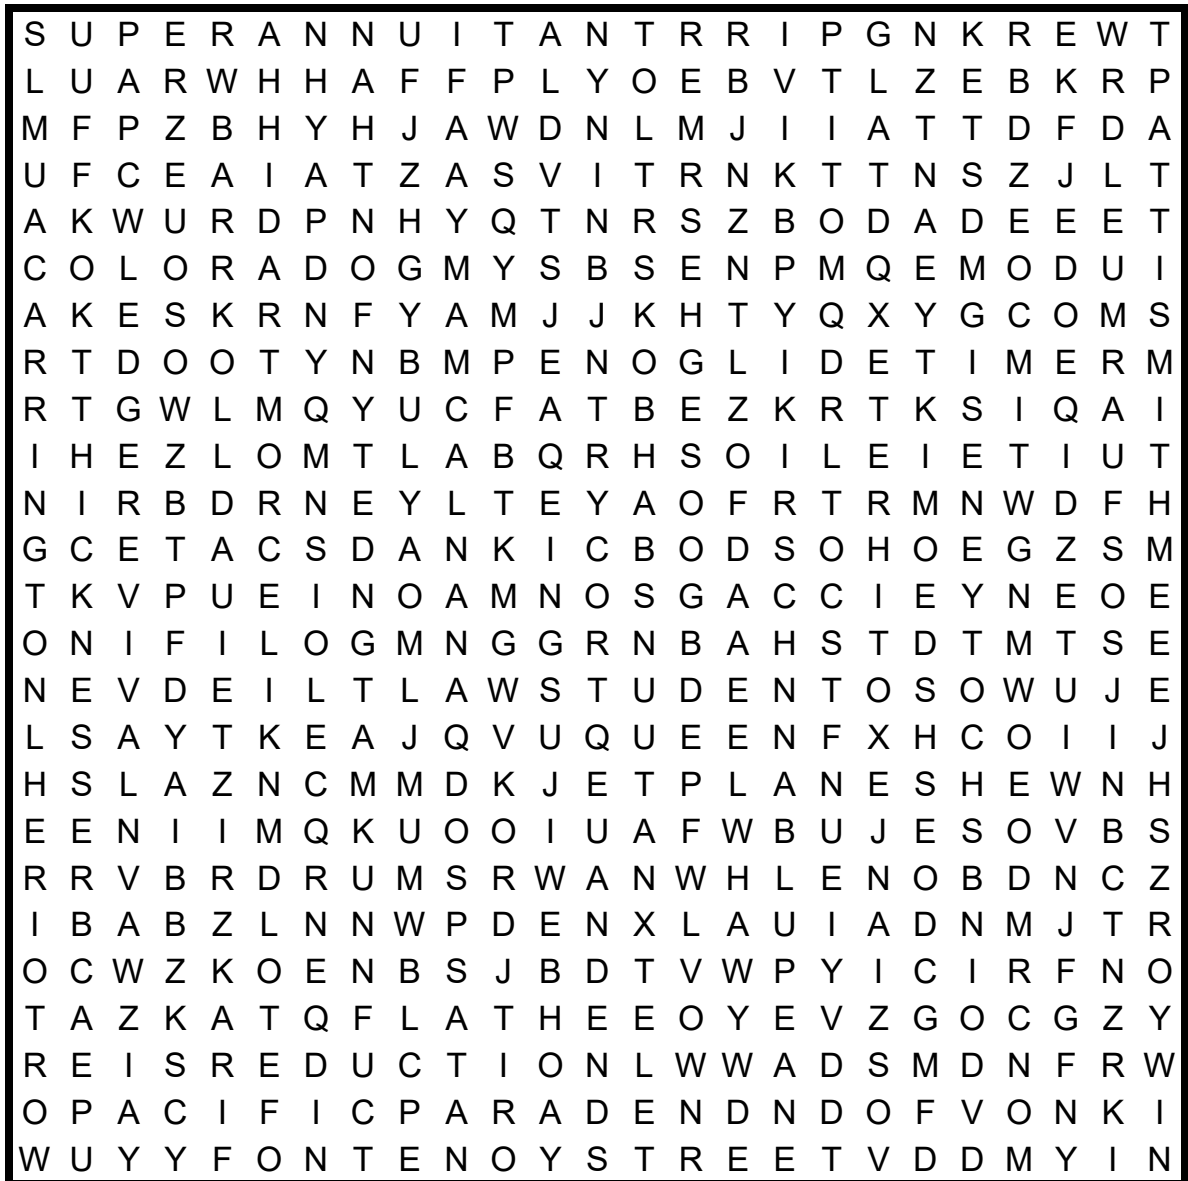 S U P E R A N N U I T A N T R R I P G N K R E W T
L U A R W H H A F F P L Y O E B V T L Z E B K R P
M F P Z B H Y H J A W D N L M J I I A T T D F D A
U F C E A I A T Z A S V I T R N K T T N S Z J L T
A K W U R D P N H Y Q T N R S Z B O D A D E E E T
C O L O R A D O G M Y S B S E N P M Q E M O D U I
A K E S K R N F Y A M J J K H T Y Q X Y G C O M S
R T D O O T Y N B M P E N O G L I D E T I M E R M
R T G W L M Q Y U C F A T B E Z K R T K S I Q A I
I H E Z L O M T L A B Q R H S O I L E I E T I U T
N I R B D R N E Y L T E Y A O F R T R M N W D F H
G C E T A C S D A N K I C B O D S O H O E G Z S M
T K V P U E I N O A M N O S G A C C I E Y N E O E
O N I F I L O G M N G G R N B A H S T D T M T S E
N E V D E I L T L A W S T U D E N T O S O W U J E
L S A Y T K E A J Q V U Q U E E N F X H C O I I J
H S L A Z N C M M D K J E T P L A N E S H E W N H
E E N I I M Q K U O O I U A F W B U J E S O V B S
R R V B R D R U M S R W A N W H L E N O B D N C Z
I B A B Z L N N W P D E N X L A U I A D N M J T R
O C W Z K O E N B S J B D T V W P Y I C I R F N O
T A Z K A T Q F L A T H E E O Y E V Z G O C G Z Y
R E I S R E D U C T I O N L W W A D S M D N F R W
O P A C I F I C P A R A D E N D N D O F V O N K I
W U Y Y F O N T E N O Y S T R E E T V D D M Y I N